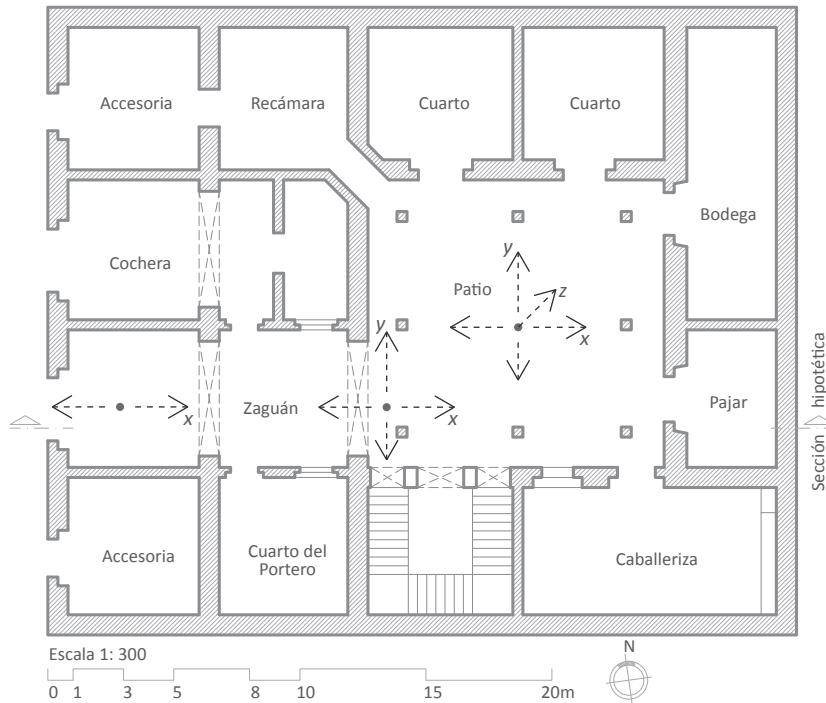 Accesoria
Recámara
Cuarto
Cuarto
Bodega
Cochera
Patio
y
z
x
y
x
x
Zaguán
Pajar
Sección hipotética
Accesoria
Cuarto del
Portero
Caballeriza
Escala 1: 300
N
0 1 3 5 8 10 15 20m